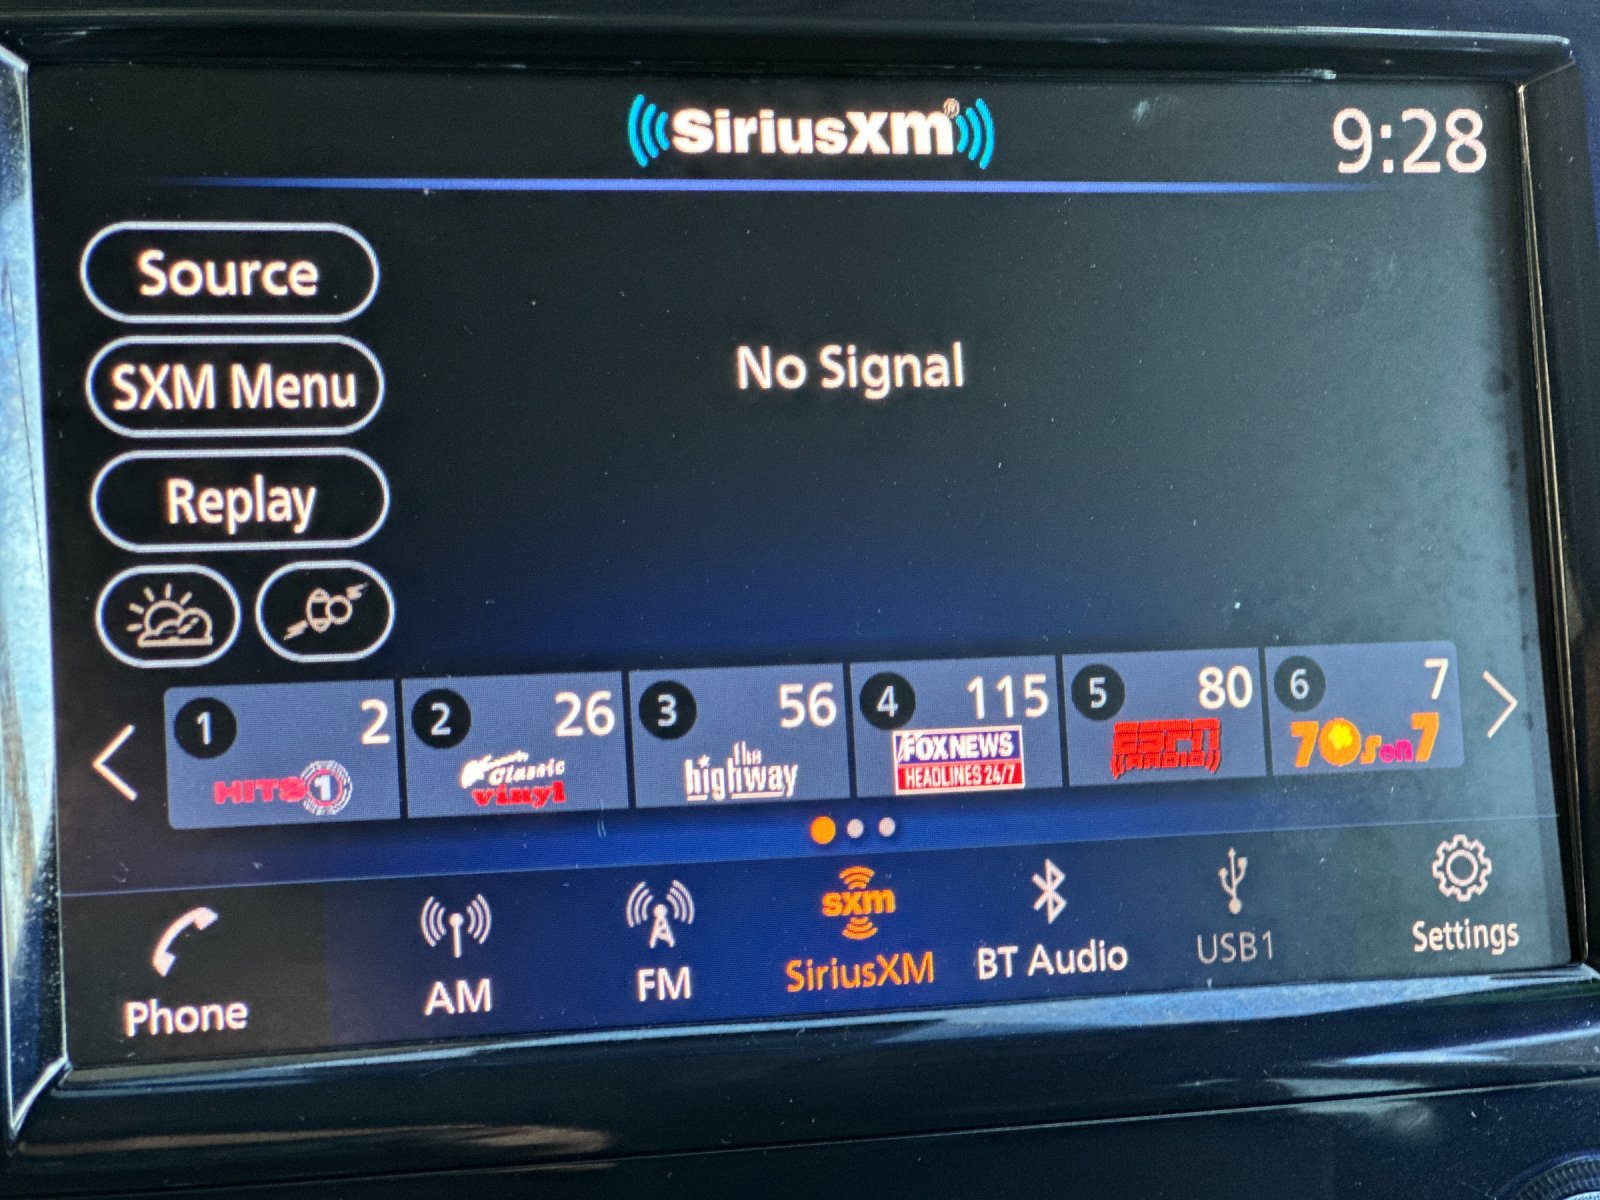 SiriusXM®
9:28
Source
No Signal
SXM Menu
Replay
1 2
HITS 1
2 26
Classic
vinyl
3 56
the
highway
4 115
FOX NEWS
HEADLINES 24/7
5 80
ESPN
6 7
70s on 7
Phone
AM
FM
sxm
SiriusXM
BT Audio
USB1
Settings